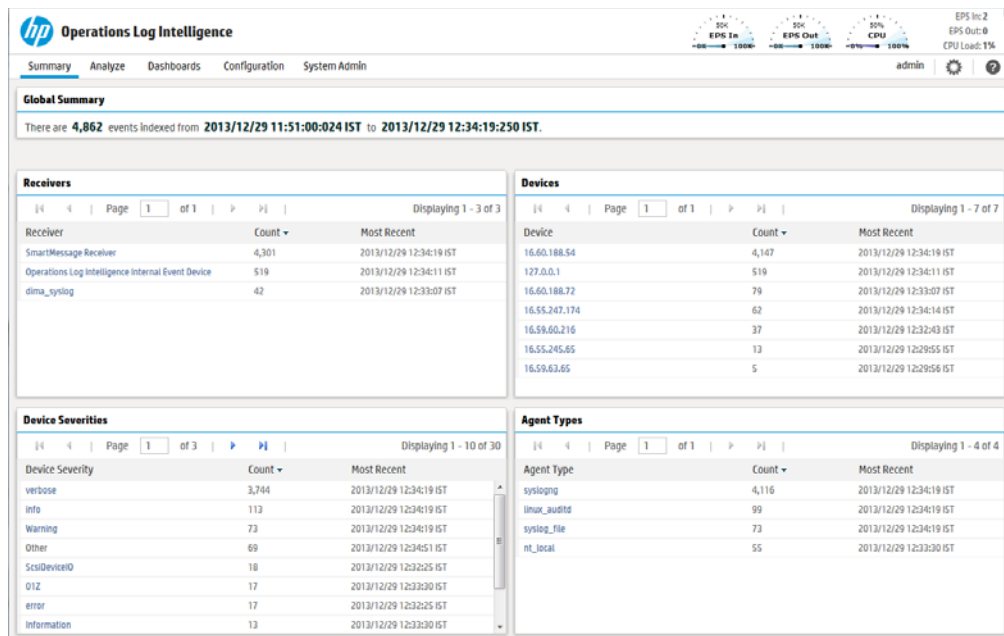 hp Operations Log Intelligence
50K
EPS In
0K 100K
50K
EPS Out
0K 100K
50%
CPU
0% 100%
EPS In: 2
EPS Out: 0
CPU Load: 1%
Summary Analyze Dashboards Configuration System Admin admin ?
Global Summary
There are 4,862 events indexed from 2013/12/29 11:51:00:024 IST to 2013/12/29 12:34:19:250 IST.
Receivers
Page 1 of 1 Displaying 1 - 3 of 3
Receiver Count Most Recent
SmartMessage Receiver 4,301 2013/12/29 12:34:19 IST
Operations Log Intelligence Internal Event Device 519 2013/12/29 12:34:11 IST
dima_syslog 42 2013/12/29 12:33:07 IST
Devices
Page 1 of 1 Displaying 1 - 7 of 7
Device Count Most Recent
16.60.188.54 4,147 2013/12/29 12:34:19 IST
127.0.0.1 519 2013/12/29 12:34:11 IST
16.60.188.72 79 2013/12/29 12:33:07 IST
16.55.247.174 62 2013/12/29 12:34:14 IST
16.59.60.216 37 2013/12/29 12:32:43 IST
16.55.245.65 13 2013/12/29 12:29:55 IST
16.59.63.65 5 2013/12/29 12:29:56 IST
Device Severities
Page 1 of 3 Displaying 1 - 10 of 30
Device Severity Count Most Recent
verbose 3,744 2013/12/29 12:34:19 IST
info 113 2013/12/29 12:34:19 IST
Warning 73 2013/12/29 12:34:19 IST
Other 69 2013/12/29 12:34:51 IST
ScsiDeviceIO 18 2013/12/29 12:32:25 IST
01Z 17 2013/12/29 12:33:30 IST
error 17 2013/12/29 12:32:25 IST
Information 13 2013/12/29 12:33:30 IST
Agent Types
Page 1 of 1 Displaying 1 - 4 of 4
Agent Type Count Most Recent
syslogng 4,116 2013/12/29 12:34:19 IST
linux_auditd 99 2013/12/29 12:34:19 IST
syslog_file 73 2013/12/29 12:34:19 IST
nt_local 55 2013/12/29 12:33:30 IST